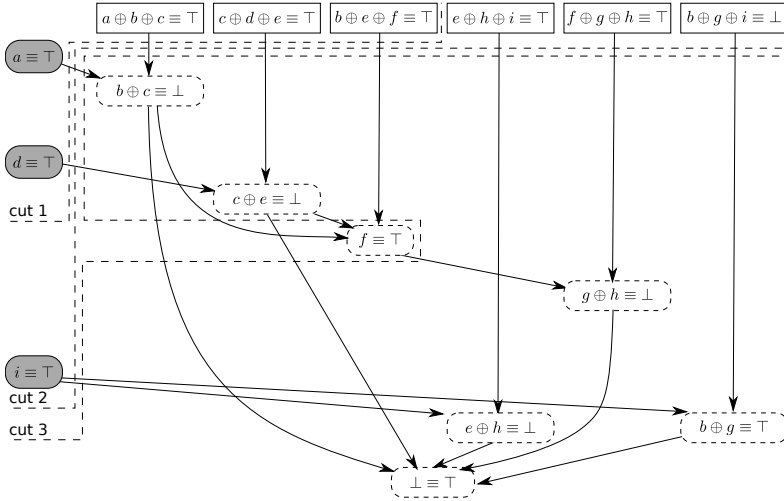 a ⊕ b ⊕ c ≡ ⊤
c ⊕ d ⊕ e ≡ ⊤
b ⊕ e ⊕ f ≡ ⊤
e ⊕ h ⊕ i ≡ ⊤
f ⊕ g ⊕ h ≡ ⊤
b ⊕ g ⊕ i ≡ ⊥
a ≡ ⊤
b ⊕ c ≡ ⊥
d ≡ ⊤
c ⊕ e ≡ ⊥
cut 1
f ≡ ⊤
g ⊕ h ≡ ⊥
i ≡ ⊤
cut 2
cut 3
e ⊕ h ≡ ⊥
b ⊕ g ≡ ⊤
⊥ ≡ ⊤